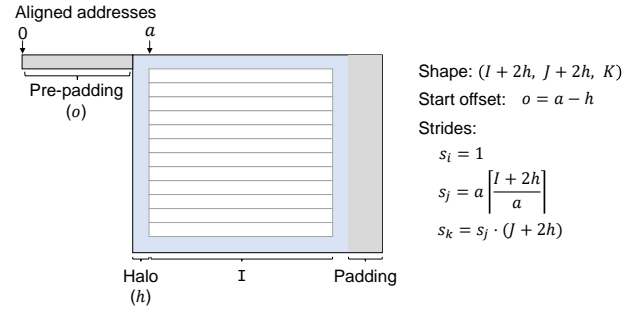 Aligned addresses
0
a
Pre-padding
(o)
Halo
(h)
I
Padding
Shape: (I + 2h, J + 2h, K)
Start offset: o = a − h
Strides:
s_i = 1
s_j = a ⌈(I + 2h)/a⌉
s_k = s_j · (J + 2h)